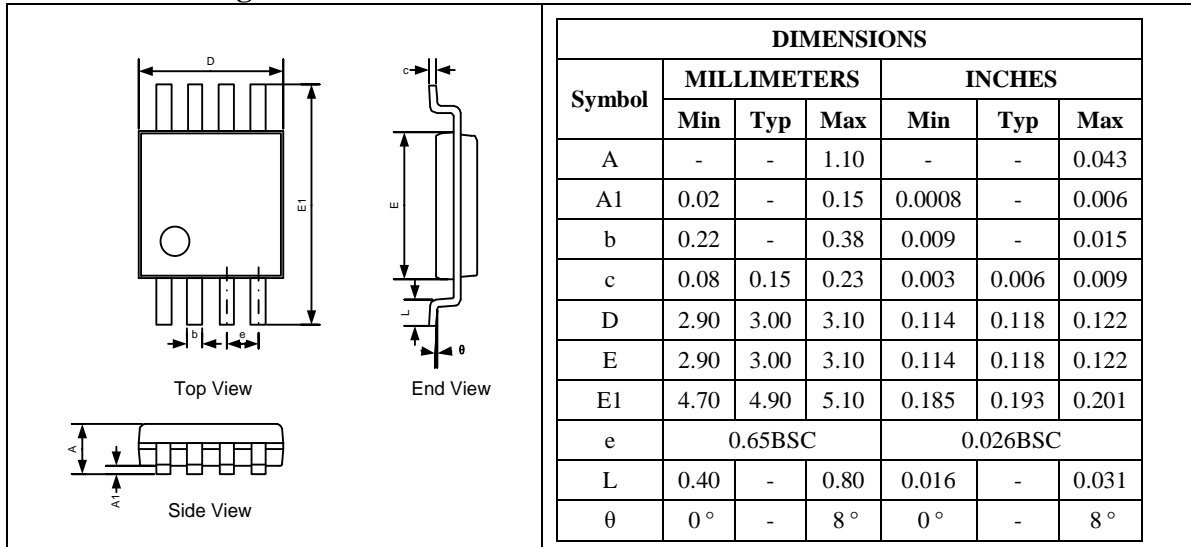 D
c
E
E1
L
b
e
θ
Top View
End View
A
A1
Side View
DIMENSIONS
Symbol MILLIMETERS INCHES
Min Typ Max Min Typ Max
A - - 1.10 - - 0.043
A1 0.02 - 0.15 0.0008 - 0.006
b 0.22 - 0.38 0.009 - 0.015
c 0.08 0.15 0.23 0.003 0.006 0.009
D 2.90 3.00 3.10 0.114 0.118 0.122
E 2.90 3.00 3.10 0.114 0.118 0.122
E1 4.70 4.90 5.10 0.185 0.193 0.201
e 0.65BSC 0.026BSC
L 0.40 - 0.80 0.016 - 0.031
θ 0° - 8° 0° - 8°